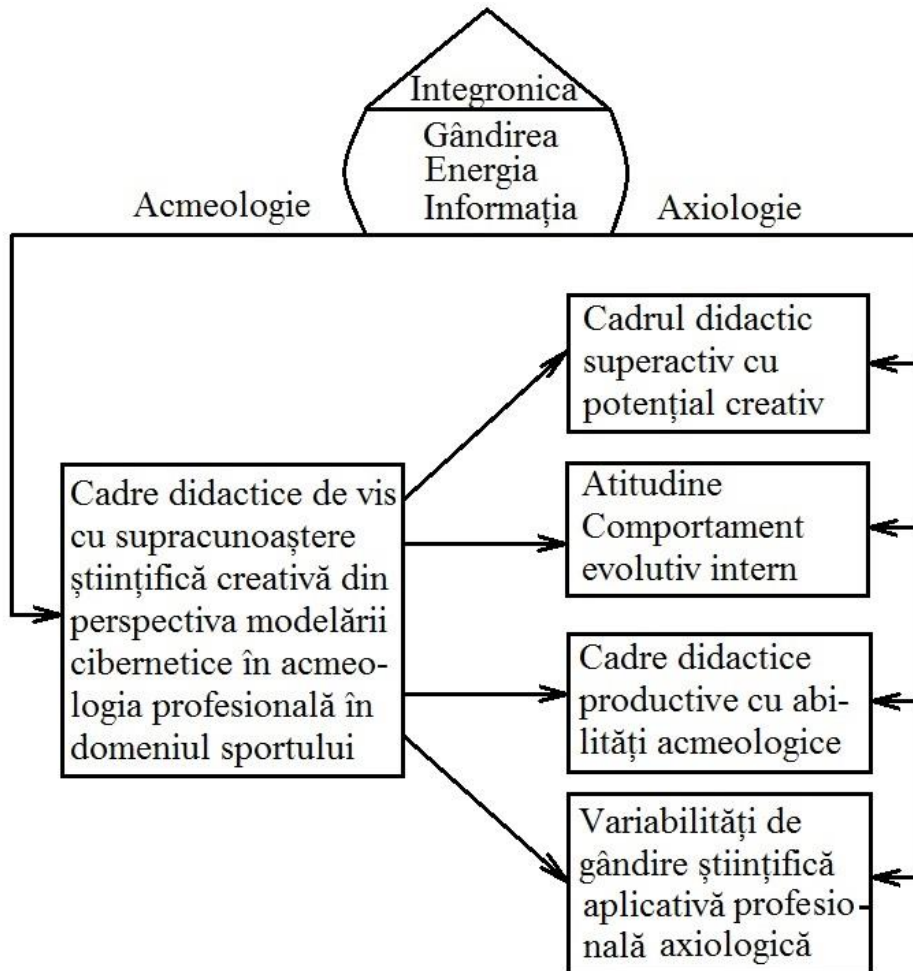 Integronica
Gândirea
Energia
Informația
Acmeologie
Axiologie
Cadre didactice de vis
cu supracunoaștere
științifică creativă din
perspectiva modelării
cibernetice în acmeo-
logia profesională în
domeniul sportului
Cadrul didactic
superactiv cu
potențial creativ
Atitudine
Comportament
evolutiv intern
Cadre didactice
productive cu abi-
lități acmeologice
Variabilități de
gândire științifică
aplicativă profesio-
nală axiologică